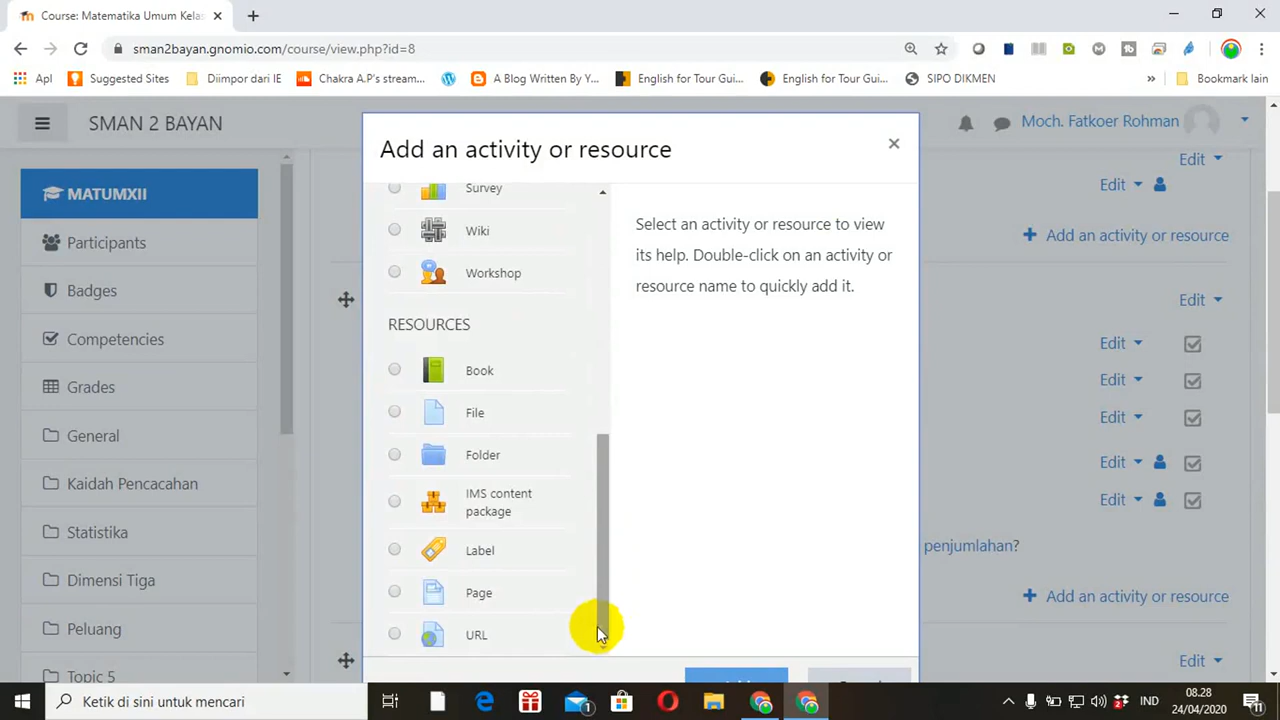 Course: Matematika Umum Kelas
sman2bayan.gnomio.com/course/view.php?id=8
Apl
Suggested Sites
Diimpor dari IE
Chakra A.P's stream...
A Blog Written By Y...
English for Tour Gui...
English for Tour Gui...
SIPO DIKMEN
»
Bookmark lain
SMAN 2 BAYAN
Moch. Fatkoer Rohman
MATUMXII
Participants
Badges
Competencies
Grades
General
Kaidah Pencacahan
Statistika
Dimensi Tiga
Peluang
Topic 5
Add an activity or resource
×
Survey
Wiki
Workshop
RESOURCES
Book
File
Folder
IMS content
package
Label
Page
URL
Select an activity or resource to view
its help. Double-click on an activity or
resource name to quickly add it.
Edit
Edit
+ Add an activity or resource
Edit
Edit
Edit
Edit
Edit
Edit
penjumlahan?
+ Add an activity or resource
Edit
Ketik di sini untuk mencari
1
IND
08.28
24/04/2020
11